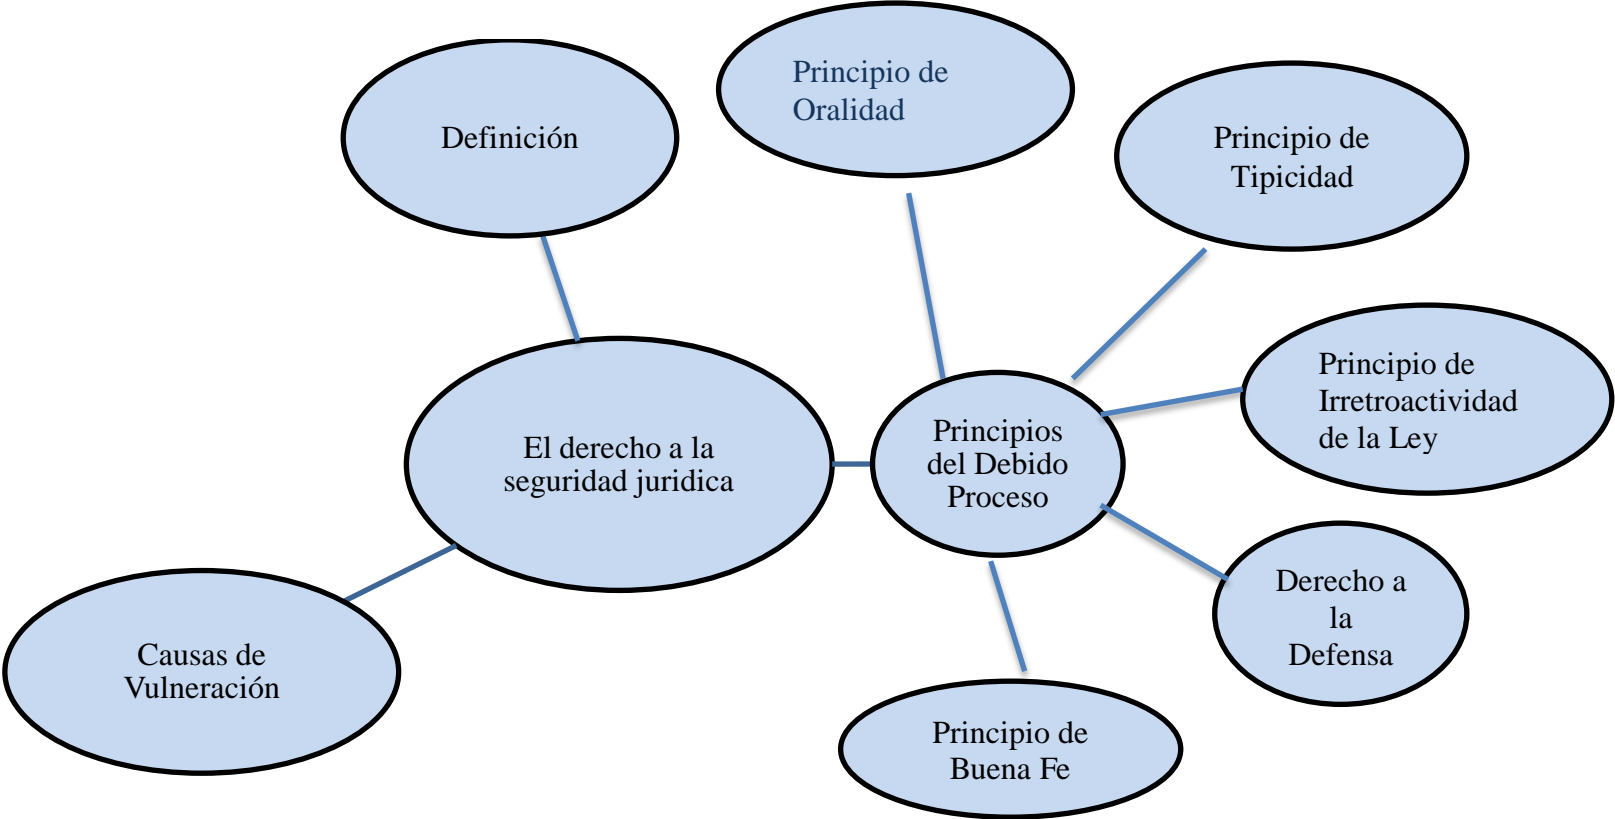 Principio de
Oralidad
Definición
Principio de
Tipicidad
Principio de
Irretroactividad
de la Ley
El derecho a la
seguridad juridica
Principios
del Debido
Proceso
Derecho a
la
Defensa
Causas de
Vulneración
Principio de
Buena Fe